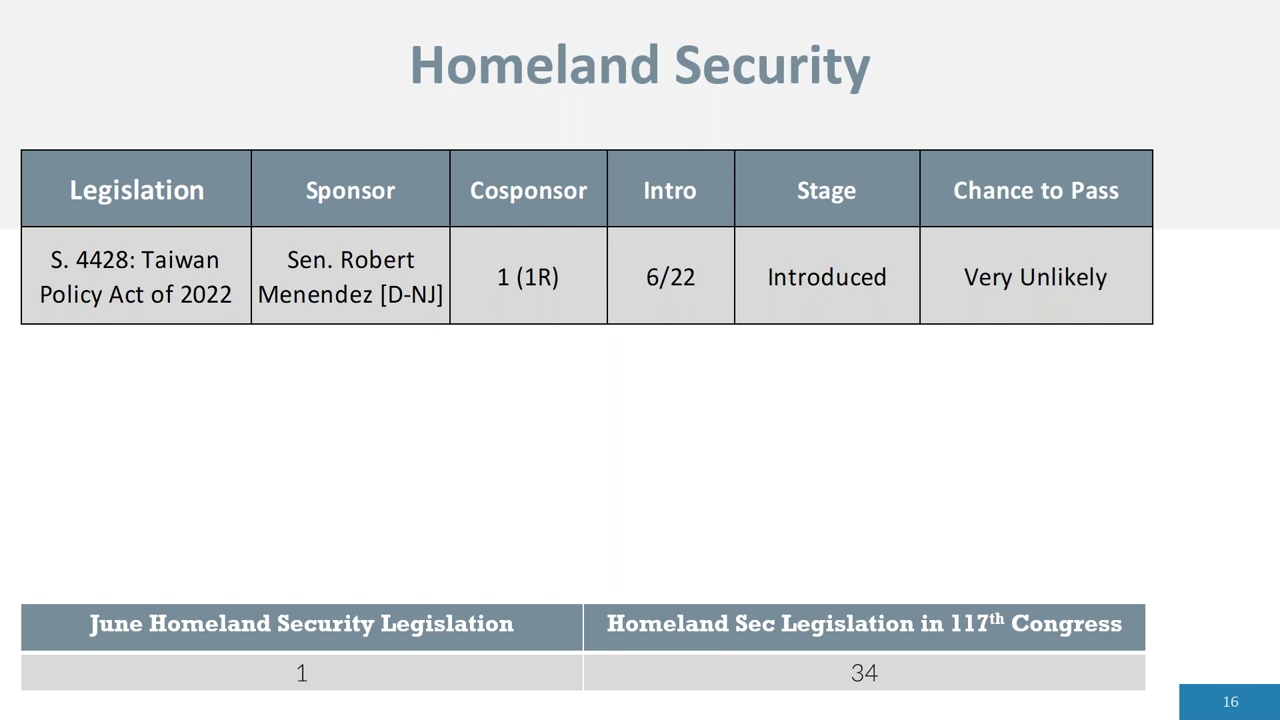 Homeland Security
Legislation
Sponsor
Cosponsor
Intro
Stage
Chance to Pass
S. 4428: Taiwan
Policy Act of 2022
Sen. Robert
Menendez [D-NJ]
1 (1R)
6/22
Introduced
Very Unlikely
June Homeland Security Legislation
Homeland Sec Legislation in 117th Congress
1
34
16